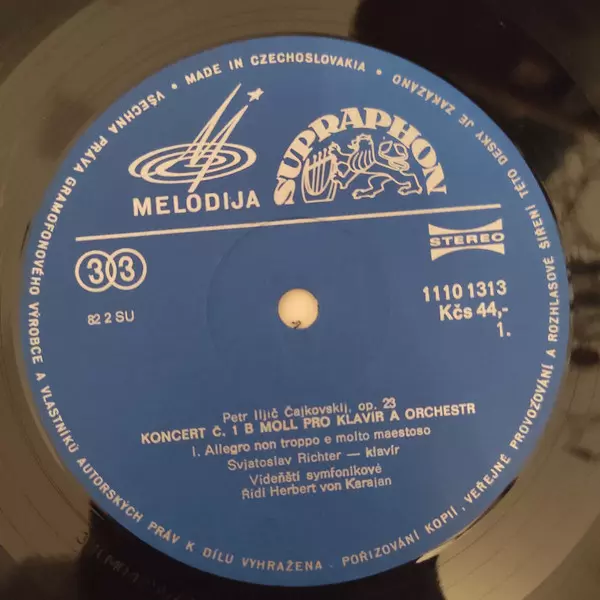 VŠECHNA PRÁVA GRAMOFONOVÉHO VÝROBCE A VLASTNÍKŮ AUTORSKÝCH PRÁV K DÍLU VYHRAŽENA. POŘIZOVÁNÍ KOPIÍ, VEŘEJNÉ PROVOZOVÁNÍ A ROZHLASOVÉ ŠÍŘENÍ TÉTO DESKY JE ZAKÁZÁNO
• MADE IN CZECHOSLOVAKIA •
MELODIJA
SUPRAPHON
STEREO
33
82 2 SU
1110 1313
Kčs 44,-
1.
Petr Iljič Čajkovskij, op. 23
KONCERT Č. 1 B MOLL PRO KLAVÍR A ORCHESTR
I. Allegro non troppo e molto maestoso
Svjatoslav Richter — klavír
Vídeňští symfonikové
Řídí Herbert von Karajan